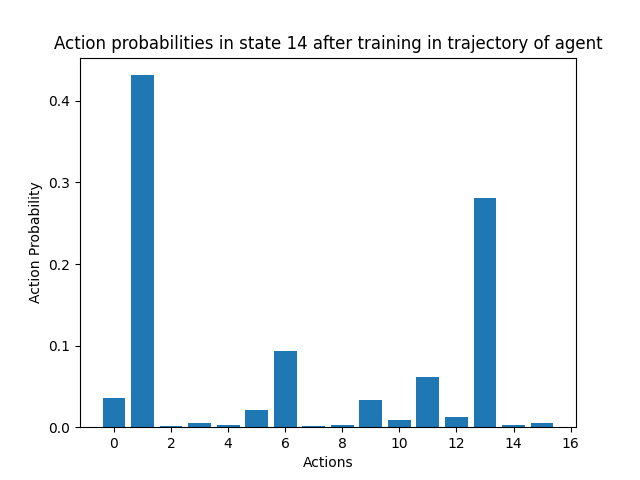 Action probabilities in state 14 after training in trajectory of agent
0.4
0.3
0.2
0.1
0.0
Action Probability
0 2 4 6 8 10 12 14 16
Actions